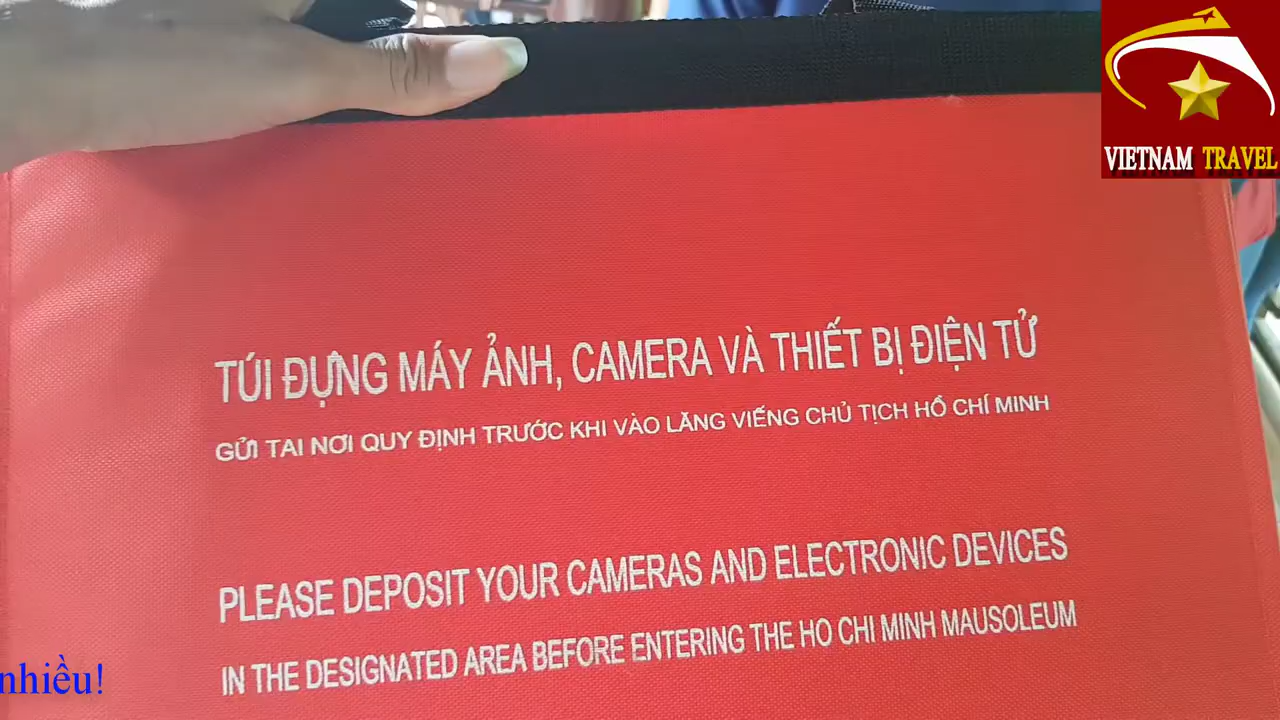 VIETNAM TRAVEL
TÚI ĐỰNG MÁY ẢNH, CAMERA VÀ THIẾT BỊ ĐIỆN TỬ
GỬI TAI NƠI QUY ĐỊNH TRƯỚC KHI VÀO LĂNG VIẾNG CHỦ TỊCH HỒ CHÍ MINH
PLEASE DEPOSIT YOUR CAMERAS AND ELECTRONIC DEVICES
IN THE DESIGNATED AREA BEFORE ENTERING THE HO CHI MINH MAUSOLEUM
nhiều!